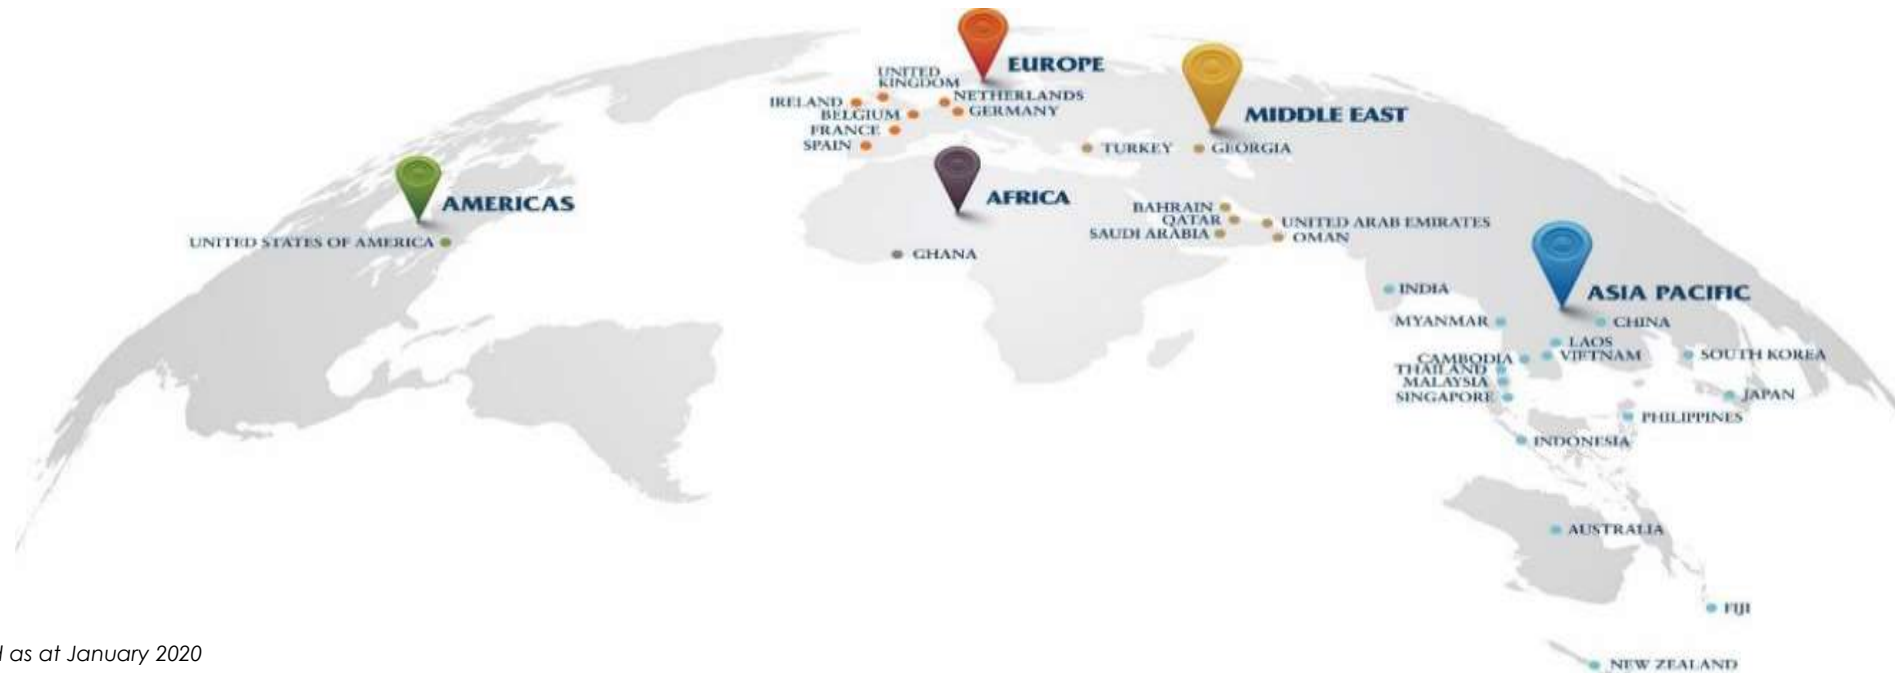 EUROPE
UNITED
KINGDOM
IRELAND
NETHERLANDS
BELGIUM
GERMANY
FRANCE
SPAIN
MIDDLE EAST
TURKEY
GEORGIA
AMERICAS
AFRICA
BAHRAIN
QATAR
UNITED ARAB EMIRATES
SAUDI ARABIA
OMAN
UNITED STATES OF AMERICA
GHANA
INDIA
ASIA PACIFIC
MYANMAR
CHINA
LAOS
CAMBODIA
VIETNAM
SOUTH KOREA
THAILAND
MALAYSIA
SINGAPORE
JAPAN
PHILIPPINES
INDONESIA
AUSTRALIA
FIJI
as at January 2020
NEW ZEALAND